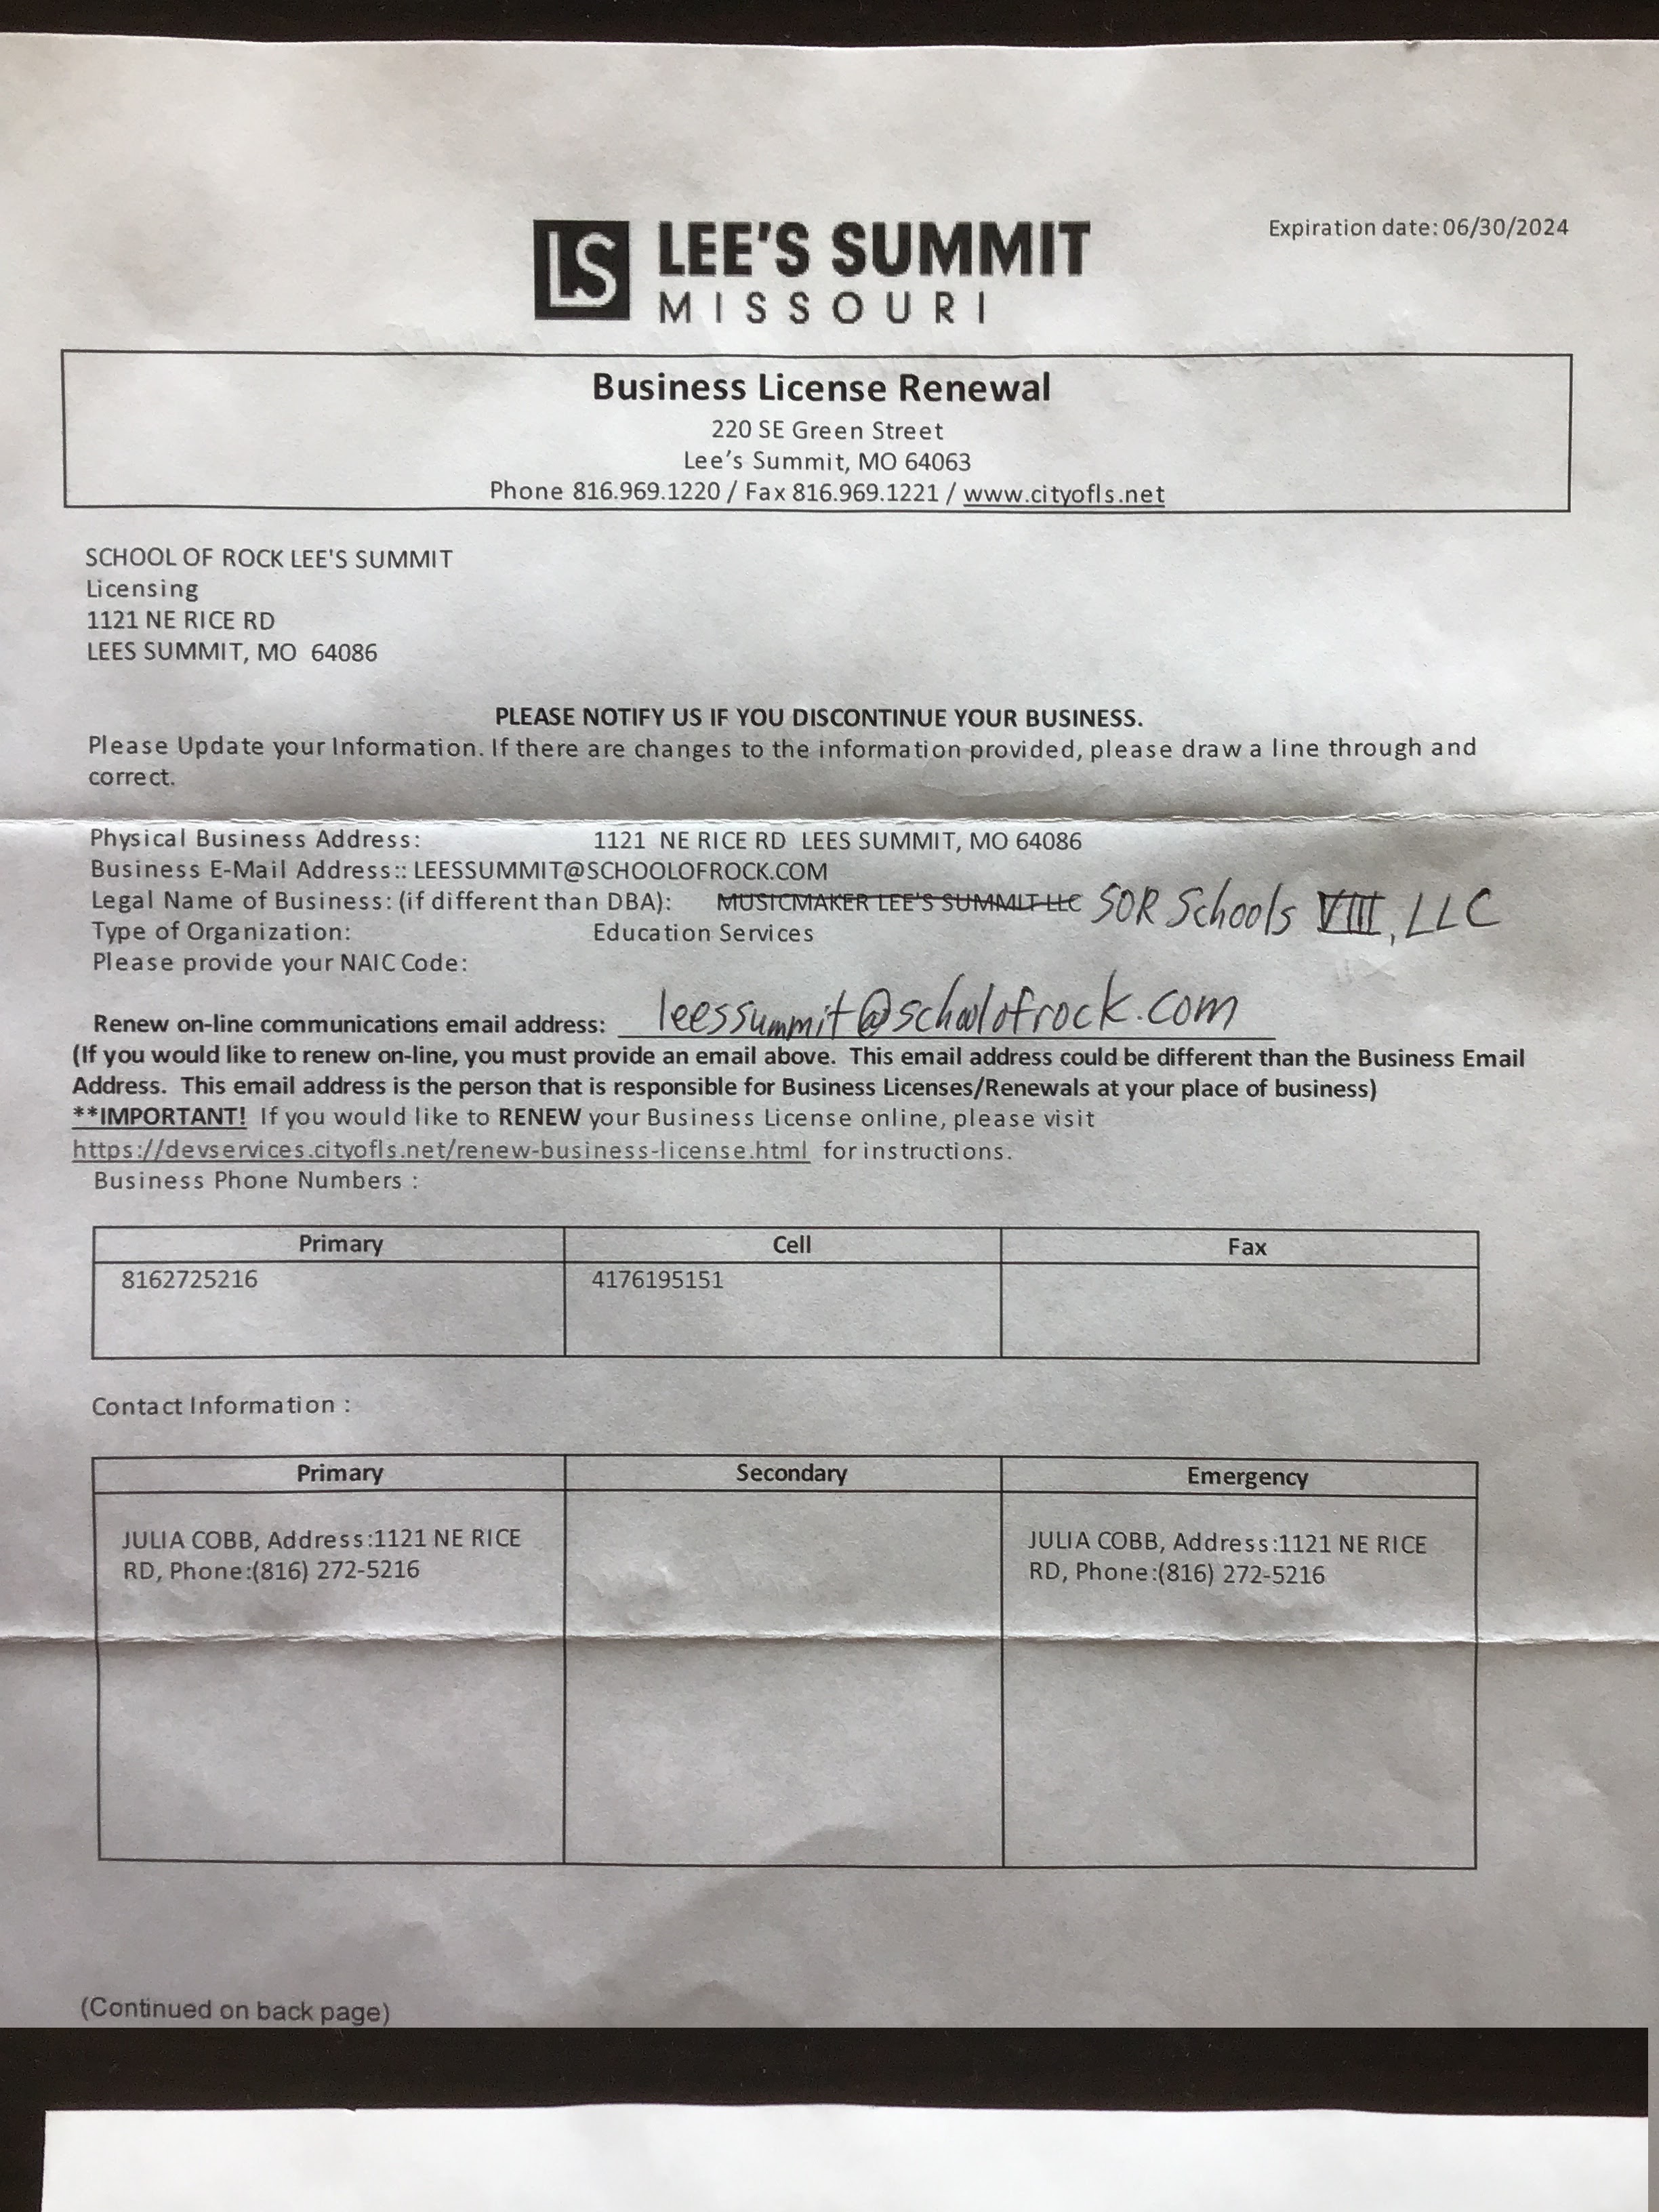 Expiration date: 06/30/2024
LS LEE'S SUMMIT
MISSOURI
Business License Renewal
220 SE Green Street
Lee's Summit, MO 64063
Phone 816.969.1220 / Fax 816.969.1221 / www.cityofls.net
SCHOOL OF ROCK LEE'S SUMMIT
Licensing
1121 NE RICE RD
LEES SUMMIT, MO 64086
PLEASE NOTIFY US IF YOU DISCONTINUE YOUR BUSINESS.
Please Update your Information. If there are changes to the information provided, please draw a line through and
correct.
Physical Business Address: 1121 NE RICE RD LEES SUMMIT, MO 64086
Business E-Mail Address:: LEESSUMMIT@SCHOOLOFROCK.COM
Legal Name of Business: (if different than DBA): MUSICMAKER LEE'S SUMMIT LLC SOR Schools VIII, LLC
Type of Organization: Education Services
Please provide your NAIC Code:
Renew on-line communications email address: leessummit@schoolofrock.com
(If you would like to renew on-line, you must provide an email above. This email address could be different than the Business Email
Address. This email address is the person that is responsible for Business Licenses/Renewals at your place of business)
**IMPORTANT! If you would like to RENEW your Business License online, please visit
https://devservices.cityofls.net/renew-business-license.html for instructions.
Business Phone Numbers :
Primary Cell Fax
8162725216 4176195151
Contact Information :
Primary Secondary Emergency
JULIA COBB, Address:1121 NE RICE JULIA COBB, Address:1121 NE RICE
RD, Phone:(816) 272-5216 RD, Phone:(816) 272-5216
(Continued on back page)